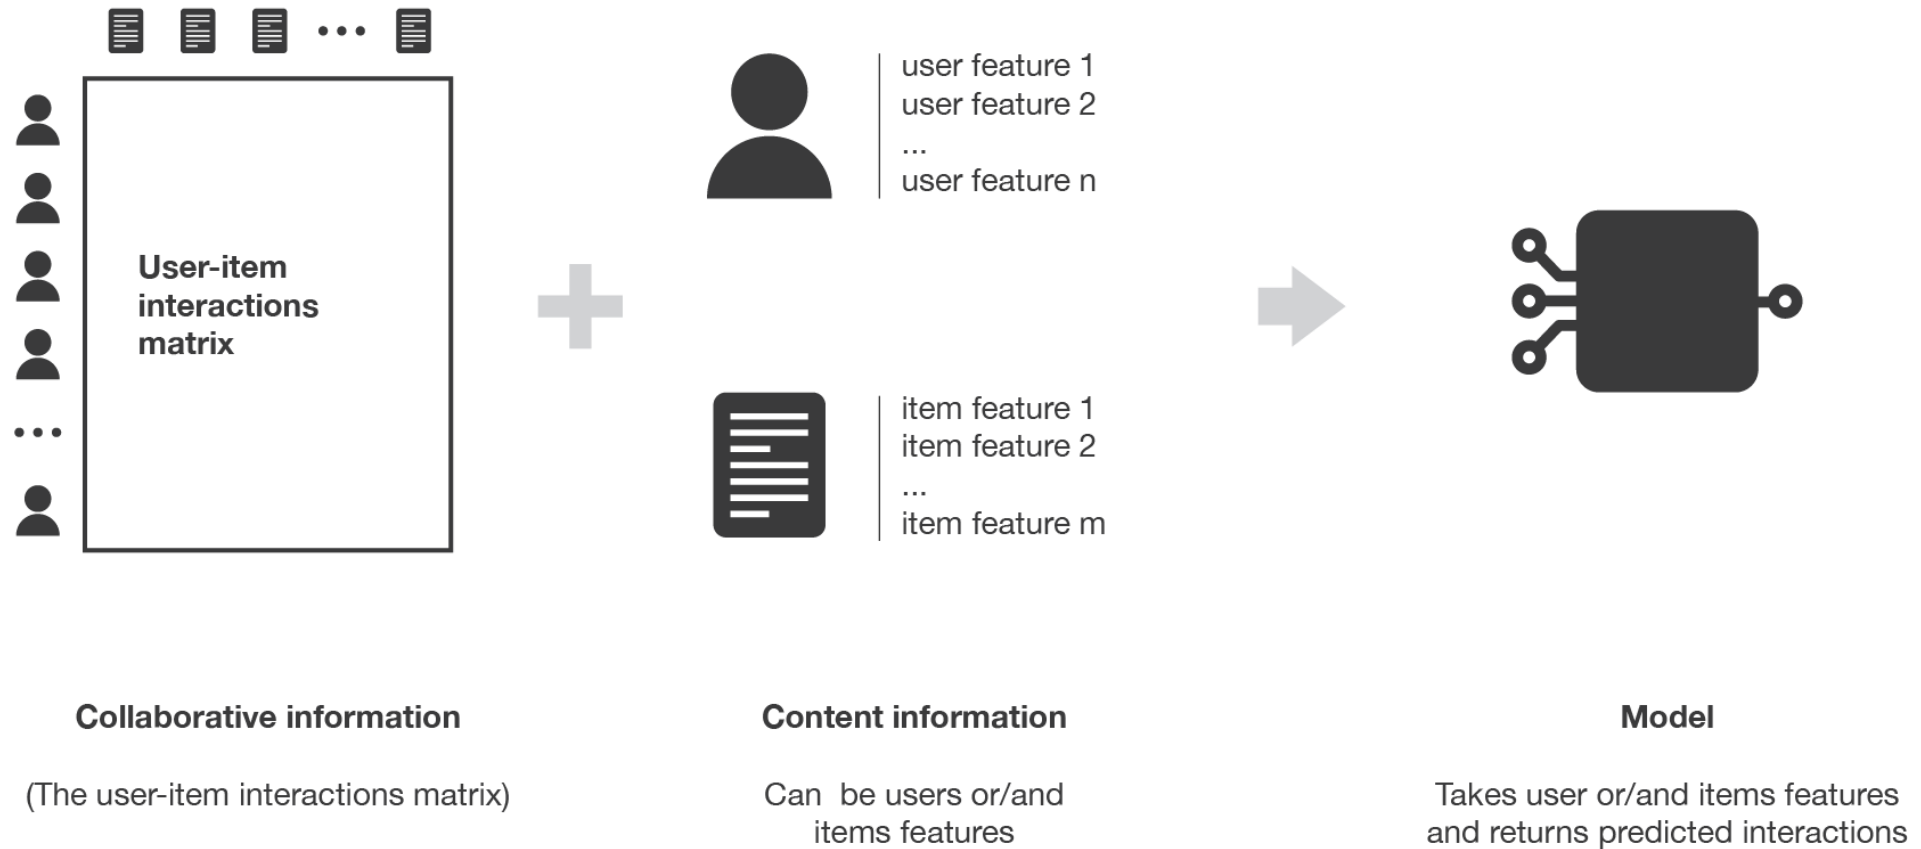 User-item
interactions
matrix
user feature 1
user feature 2
...
user feature n
item feature 1
item feature 2
...
item feature m
Collaborative information
(The user-item interactions matrix)
Content information
Can be users or/and
items features
Model
Takes user or/and items features
and returns predicted interactions